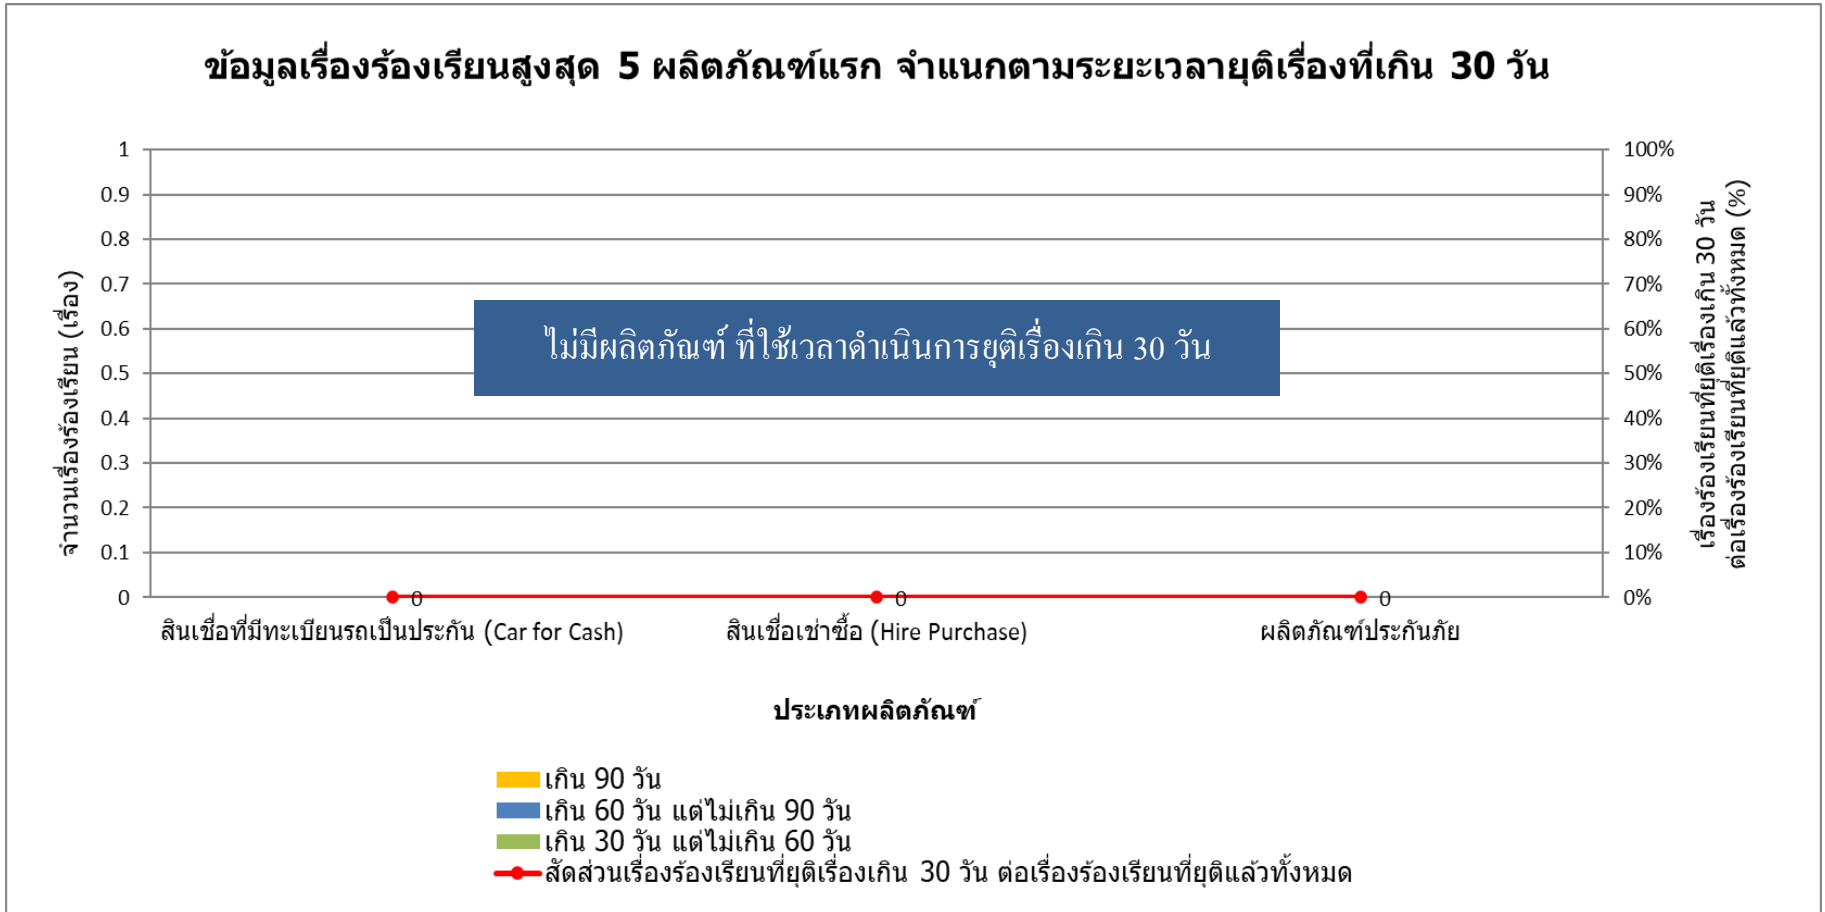 ข้อมูลเรื่องร้องเรียนสูงสุด 5 ผลิตภัณฑ์แรก จำแนกตามระยะเวลายุติเรื่องที่เกิน 30 วัน
จำนวนเรื่องร้องเรียน (เรื่อง)
1
0.9
0.8
0.7
0.6
0.5
0.4
0.3
0.2
0.1
0
ไม่มีผลิตภัณฑ์ ที่ใช้เวลาดำเนินการยุติเรื่องเกิน 30 วัน
0
0
0
100%
90%
80%
70%
60%
50%
40%
30%
20%
10%
0%
เรื่องร้องเรียนที่ยุติเรื่องเกิน 30 วัน
ต่อเรื่องร้องเรียนที่ยุติแล้วทั้งหมด (%)
สินเชื่อที่มีทะเบียนรถเป็นประกัน (Car for Cash)
สินเชื่อเช่าซื้อ (Hire Purchase)
ผลิตภัณฑ์ประกันภัย
ประเภทผลิตภัณฑ์
เกิน 90 วัน
เกิน 60 วัน แต่ไม่เกิน 90 วัน
เกิน 30 วัน แต่ไม่เกิน 60 วัน
สัดส่วนเรื่องร้องเรียนที่ยุติเรื่องเกิน 30 วัน ต่อเรื่องร้องเรียนที่ยุติแล้วทั้งหมด